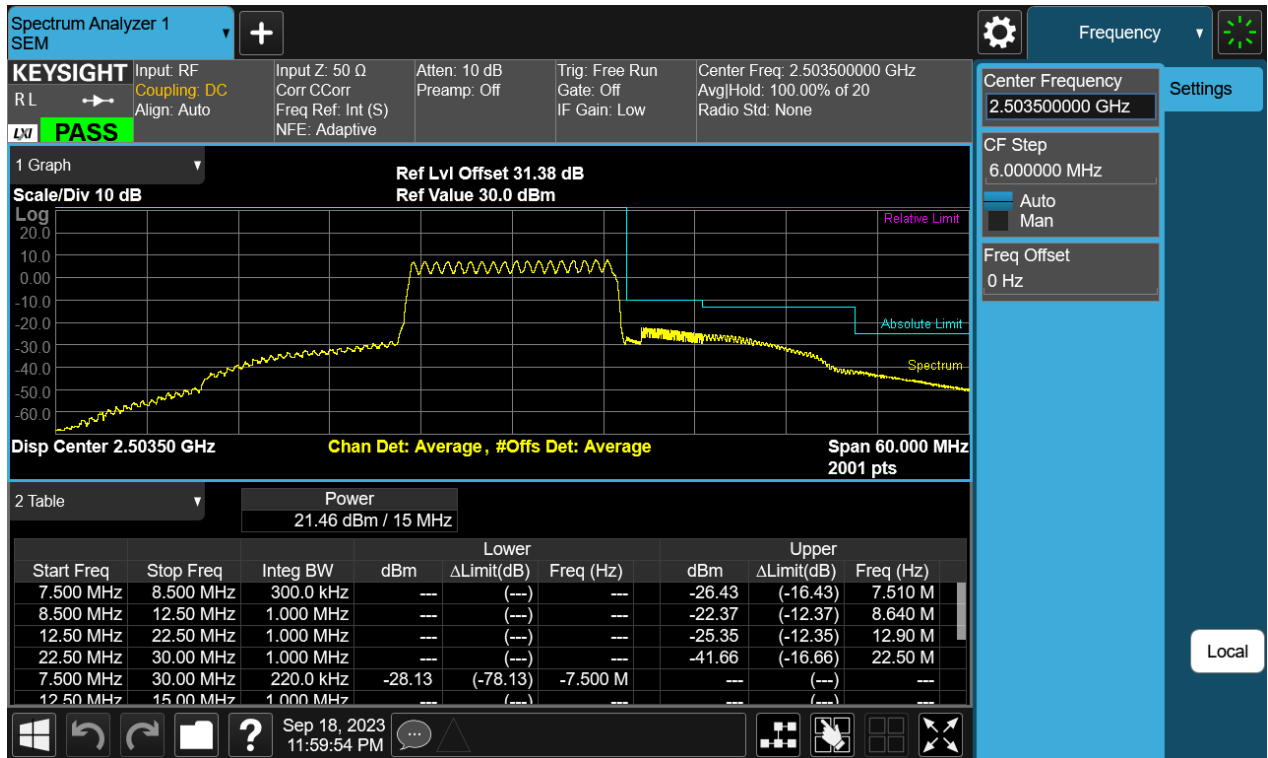 Spectrum Analyzer 1
SEM
+
Frequency
KEYSIGHT
R L
LXI
PASS
Input: RF
Coupling: DC
Align: Auto
Input Z: 50 Ω
Corr CCorr
Freq Ref: Int (S)
NFE: Adaptive
Atten: 10 dB
Preamp: Off
Trig: Free Run
Gate: Off
IF Gain: Low
Center Freq: 2.503500000 GHz
Avg|Hold: 100.00% of 20
Radio Std: None
Center Frequency
2.503500000 GHz
Settings
CF Step
6.000000 MHz
Auto
Man
Freq Offset
0 Hz
1 Graph
Ref Lvl Offset 31.38 dB
Scale/Div 10 dB Ref Value 30.0 dBm
Log
Relative Limit
20.0
10.0
0.00
-10.0
-20.0
Absolute Limit
-30.0
-40.0
Spectrum
-50.0
-60.0
Disp Center 2.50350 GHz Chan Det: Average , #Offs Det: Average Span 60.000 MHz
2001 pts
2 Table
Power
21.46 dBm / 15 MHz
Lower Upper
Start Freq Stop Freq Integ BW dBm ΔLimit(dB) Freq (Hz) dBm ΔLimit(dB) Freq (Hz)
7.500 MHz 8.500 MHz 300.0 kHz --- (---) --- -26.43 (-16.43) 7.510 M
8.500 MHz 12.50 MHz 1.000 MHz --- (---) --- -22.37 (-12.37) 8.640 M
12.50 MHz 22.50 MHz 1.000 MHz --- (---) --- -25.35 (-12.35) 12.90 M
22.50 MHz 30.00 MHz 1.000 MHz --- (---) --- -41.66 (-16.66) 22.50 M
7.500 MHz 30.00 MHz 220.0 kHz -28.13 (-78.13) -7.500 M --- (---) ---
12.50 MHz 15.00 MHz 1.000 MHz --- (---) --- --- (---) ---
Local
?
Sep 18, 2023
11:59:54 PM